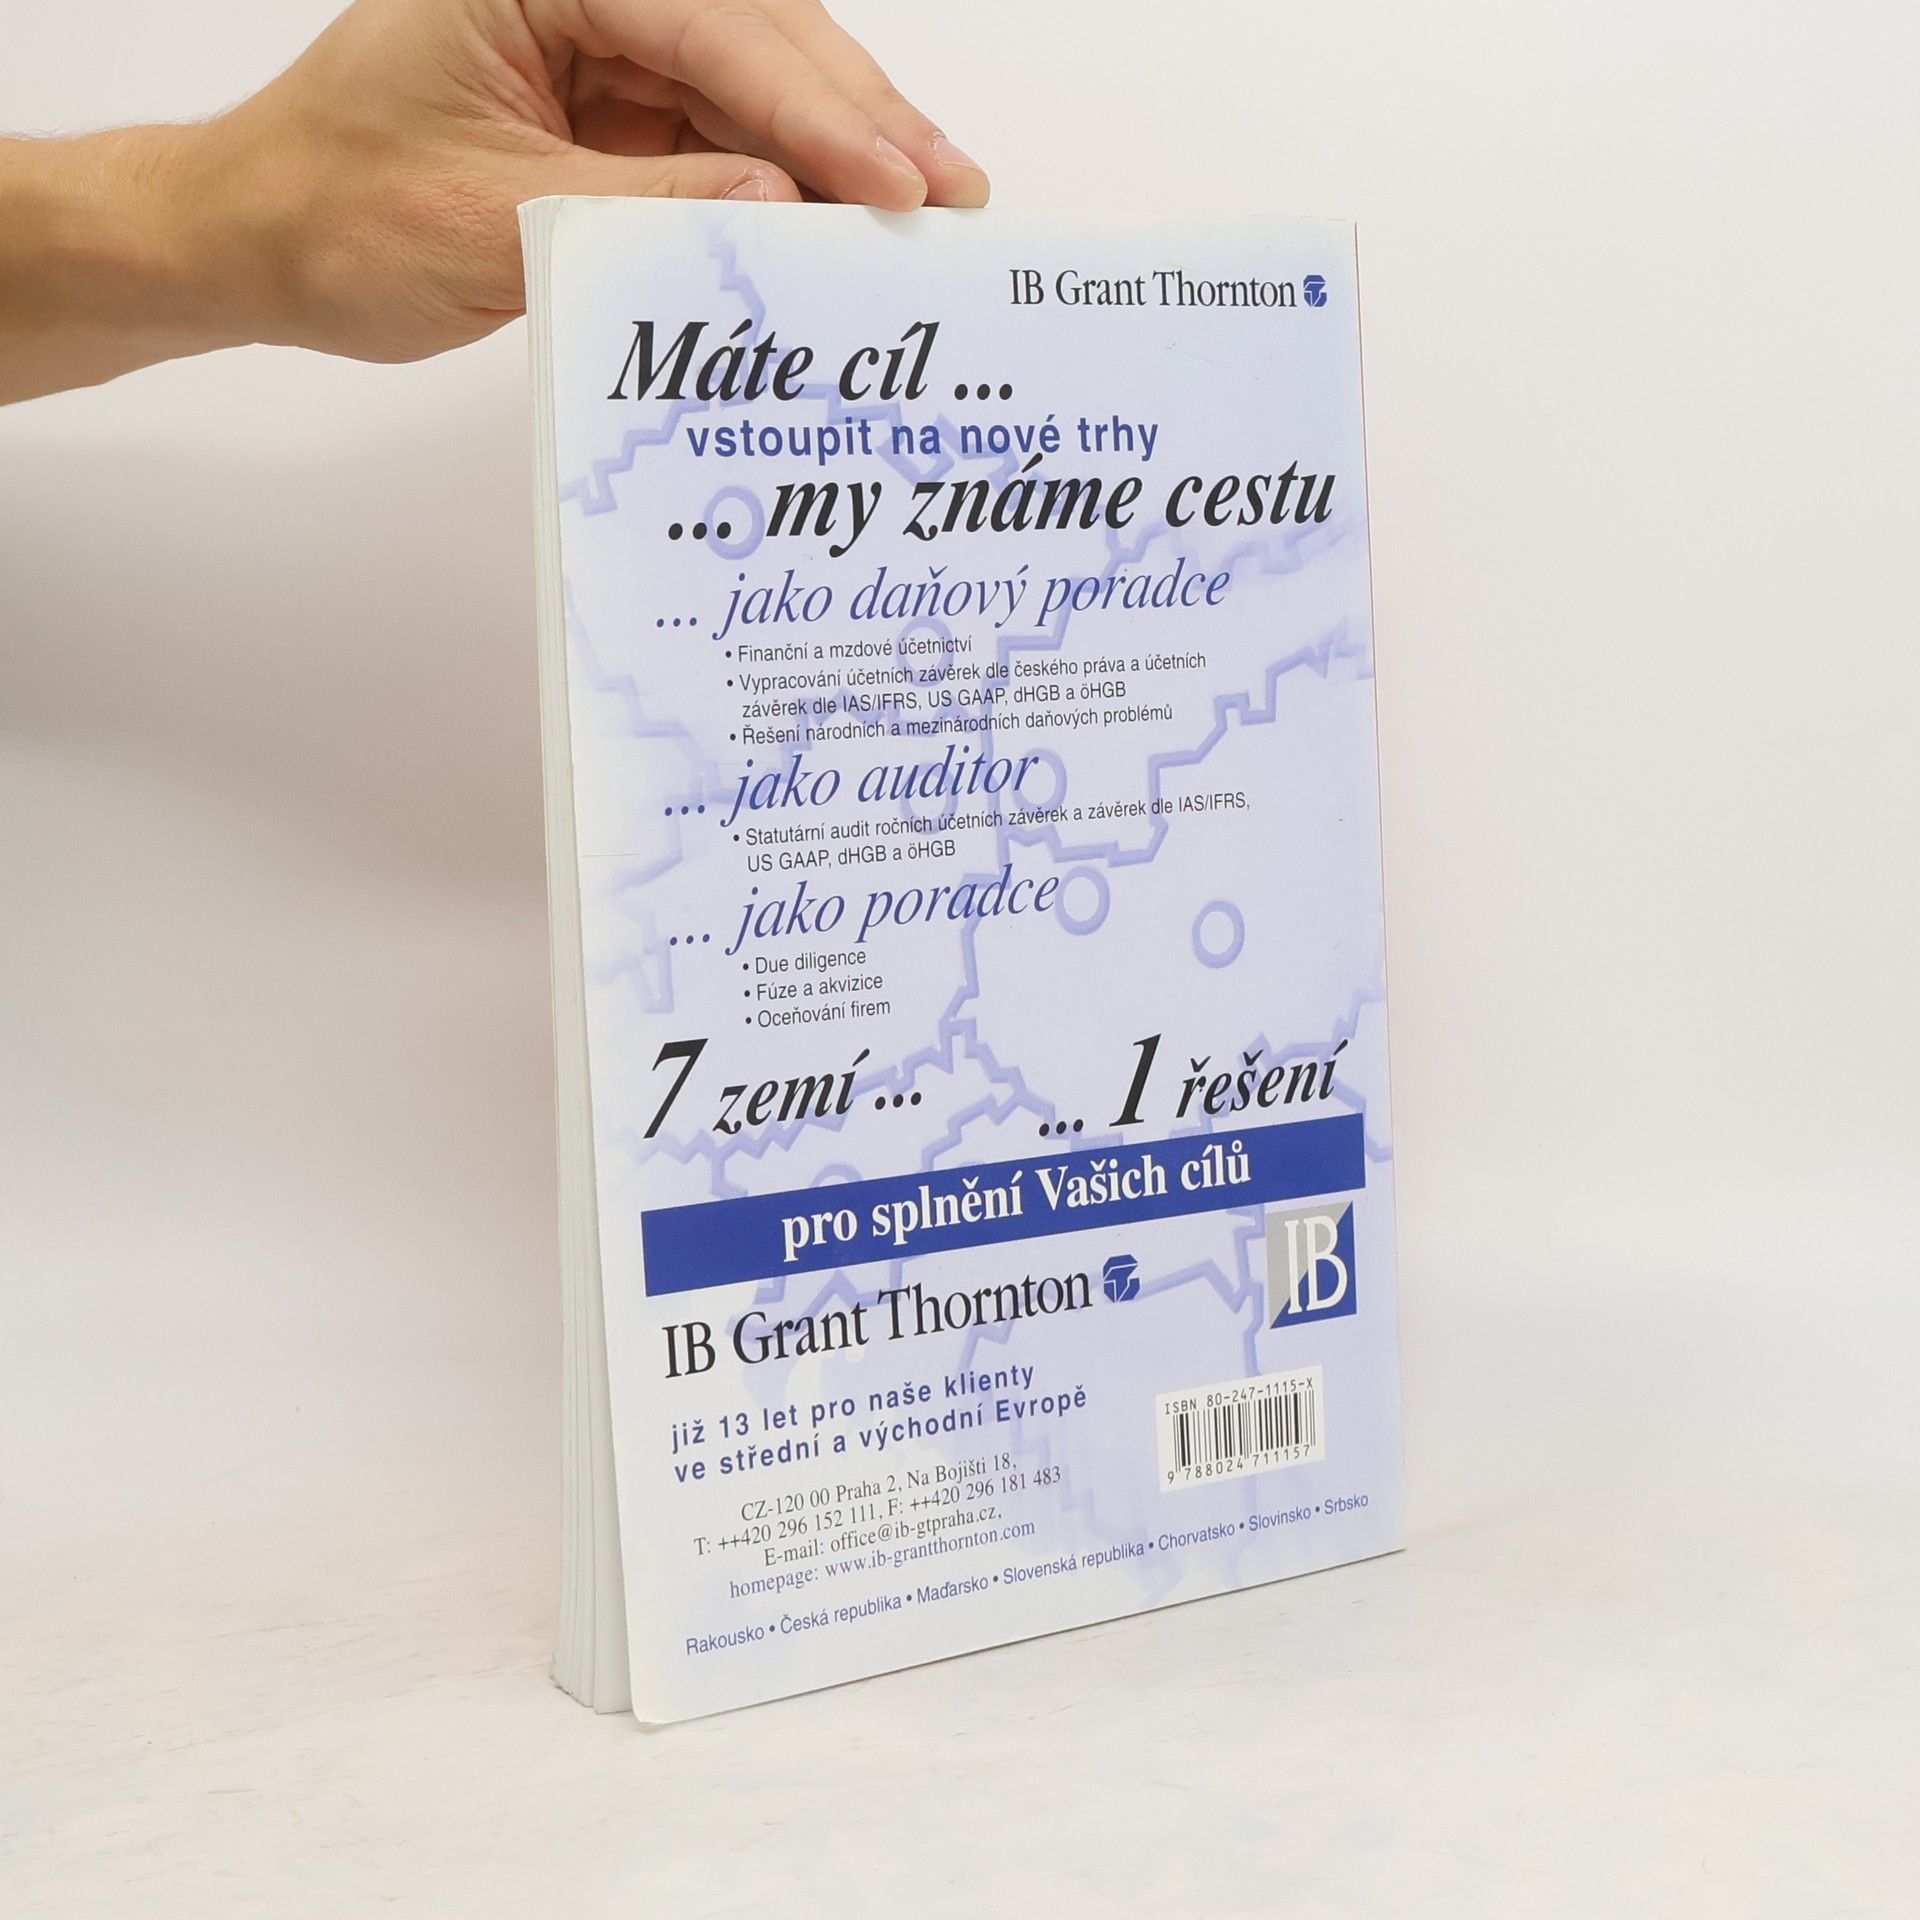 IB Grant Thornton
Máte cíl ...
vstoupit na nové trhy
... my známe cestu
... jako daňový poradce
• Finanční a mzdové účetnictví
• Vypracování účetních závěrek dle českého práva a účetních
závěrek dle IAS/IFRS, US GAAP, dHGB a öHGB
• Řešení národních a mezinárodních daňových problémů
... jako auditor
• Statutární audit ročních účetních závěrek a závěrek dle IAS/IFRS,
US GAAP, dHGB a öHGB
... jako poradce
• Due diligence
• Fúze a akvizice
• Oceňování firem
7 zemí ...
... 1 řešení
pro splnění Vašich cílů
IB
IB Grant Thornton
již 13 let pro naše klienty
ve střední a východní Evropě
ISBN 80-247-1115-X
9 788024 711157
CZ-120 00 Praha 2, Na Bojišti 18,
T: ++420 296 152 111, F: ++420 296 181 483
E-mail: office@ib-gtpraha.cz,
homepage: www.ib-grantthornton.com
Rakousko • Česká republika • Maďarsko • Slovenská republika • Chorvatsko • Slovinsko • Srbsko